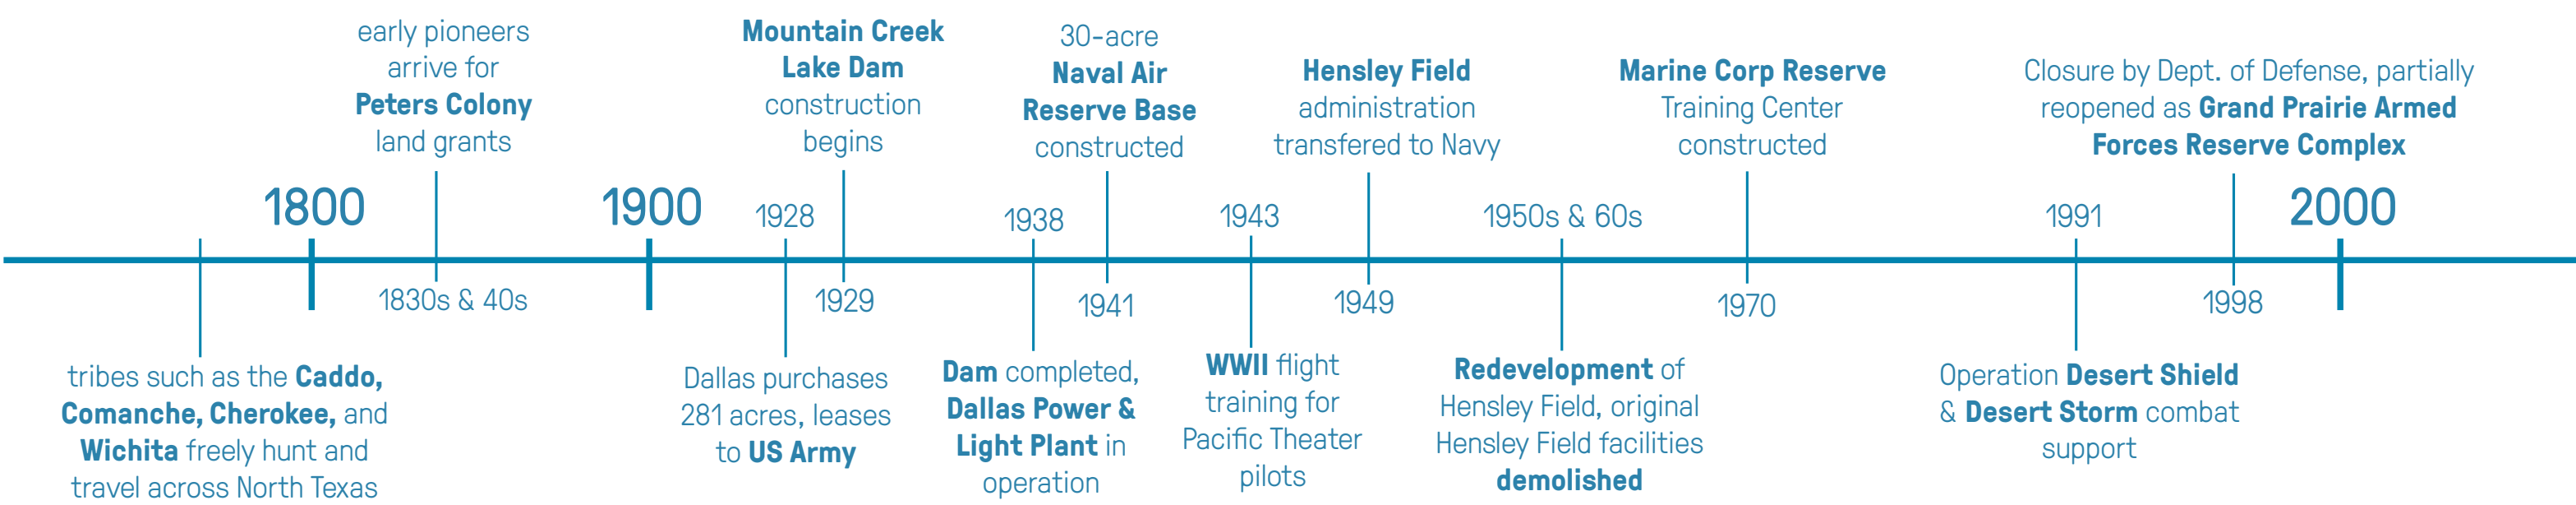 early pioneers
arrive for
Peters Colony
land grants
Mountain Creek
Lake Dam
construction
begins
30-acre
Naval Air
Reserve Base
constructed
Hensley Field
administration
transfered to Navy
Marine Corp Reserve
Training Center
constructed
Closure by Dept. of Defense, partially
reopened as Grand Prairie Armed
Forces Reserve Complex
1800
1900
1928
1938
1943
1950s & 60s
1991
2000
1830s & 40s
1929
1941
1949
1970
1998
tribes such as the Caddo,
Comanche, Cherokee, and
Wichita freely hunt and
travel across North Texas
Dallas purchases
281 acres, leases
to US Army
Dam completed,
Dallas Power &
Light Plant in
operation
WWII flight
training for
Pacific Theater
pilots
Redevelopment of
Hensley Field, original
Hensley Field facilities
demolished
Operation Desert Shield
& Desert Storm combat
support